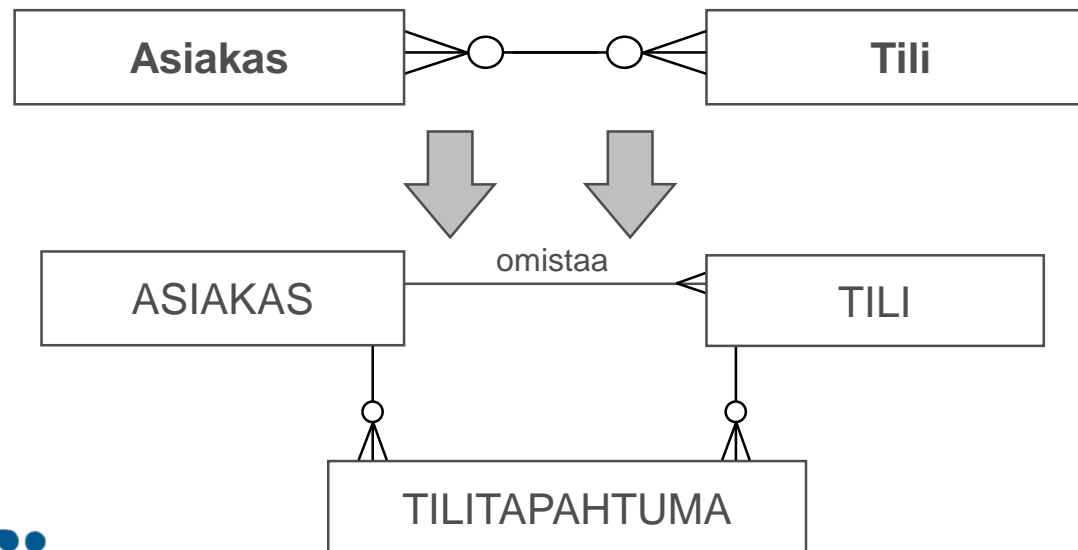 Asiakas
Tili
omistaa
ASIAKAS
TILI
TILITAPAHTUMA